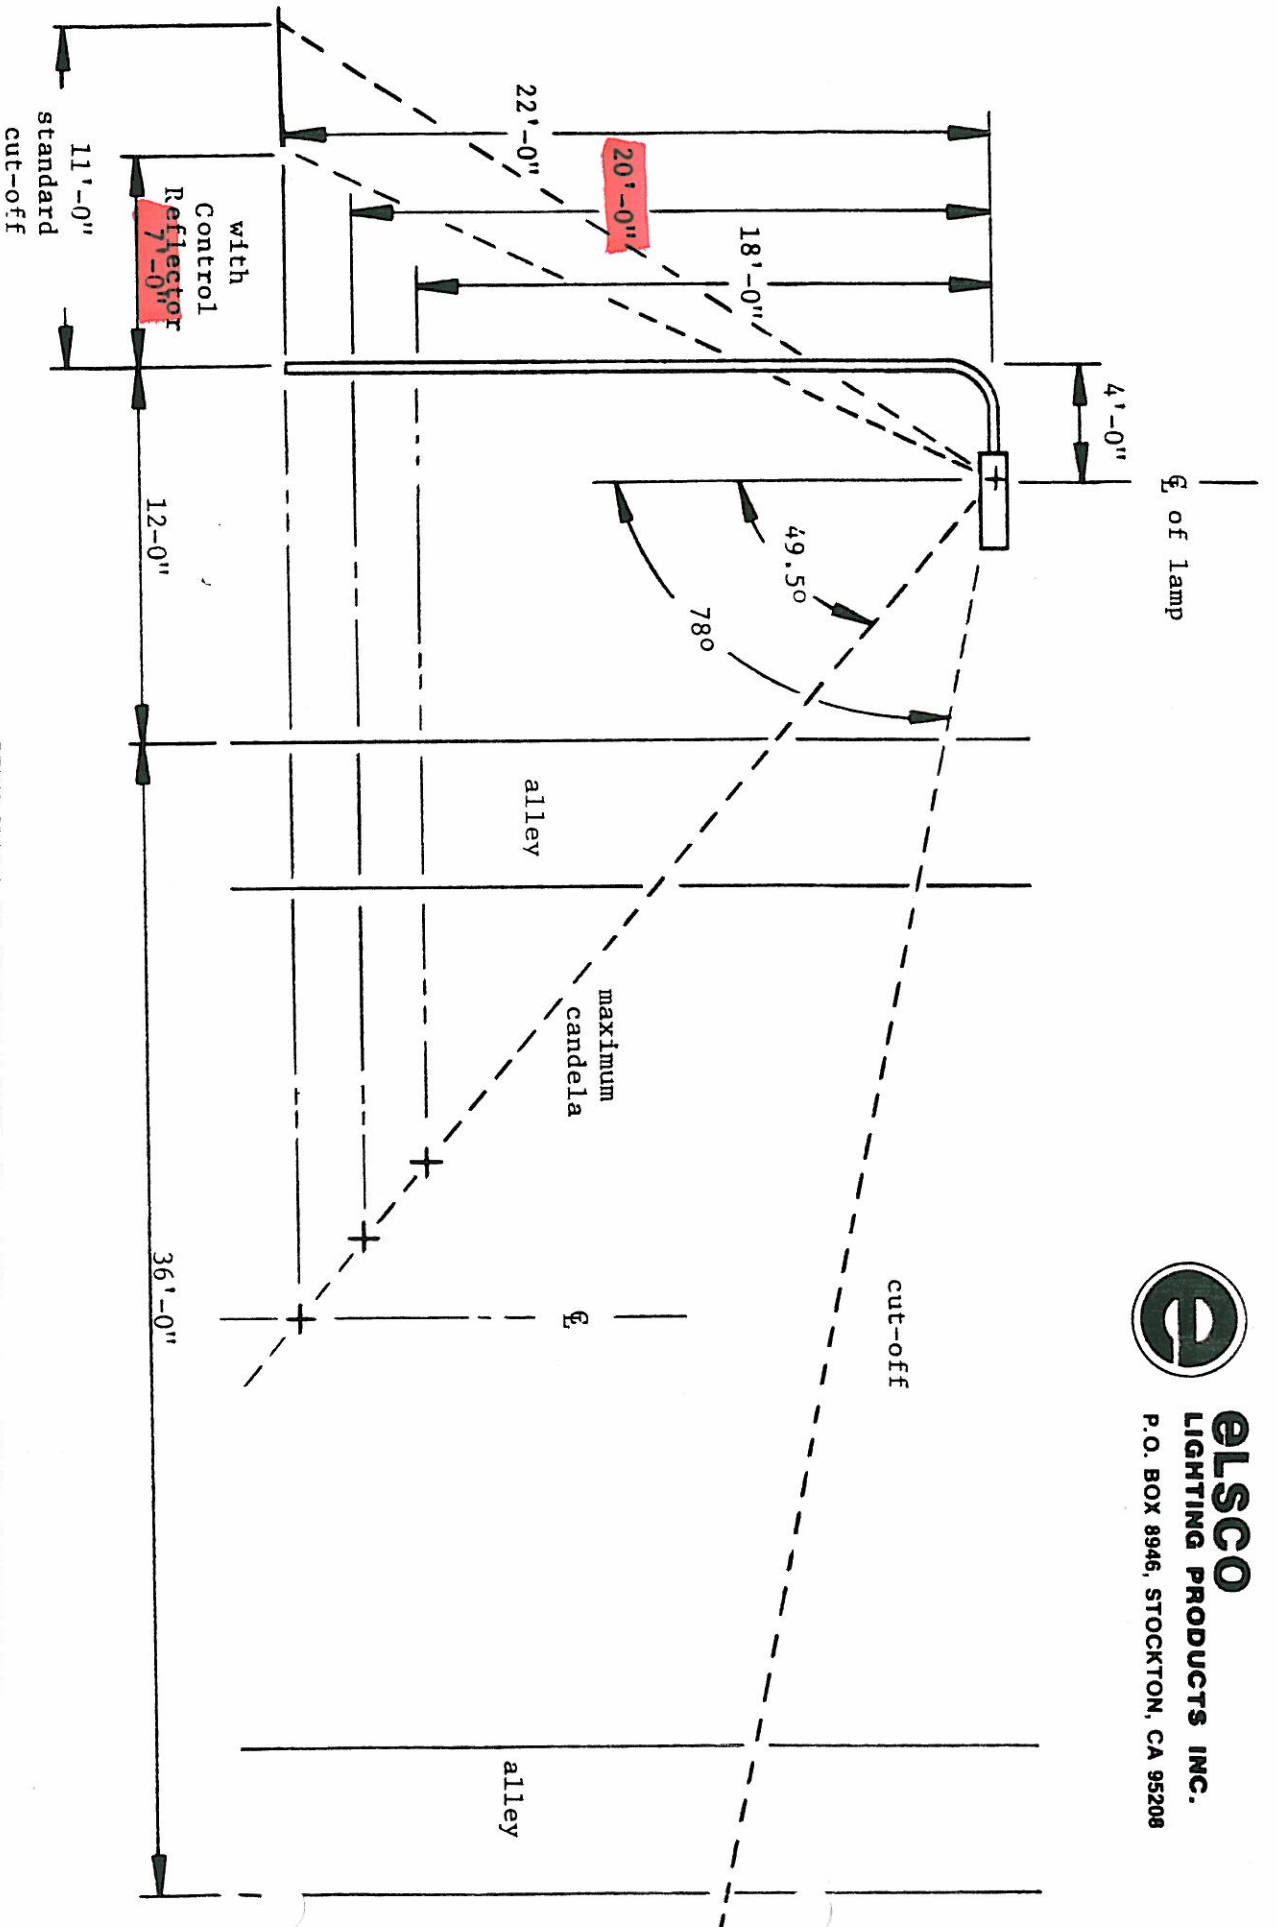 e
eLSCO
LIGHTING PRODUCTS INC.
P.O. BOX 8946, STOCKTON, CA 95208
℄ of lamp
4'-0"
22'-0"
20'-0"
18'-0"
49.5o
78o
cut-off
maximum
candela
alley
alley
℄
with
Control
Reflector
7'-0"
12-0"
36'-0"
11'-0"
standard
cut-off